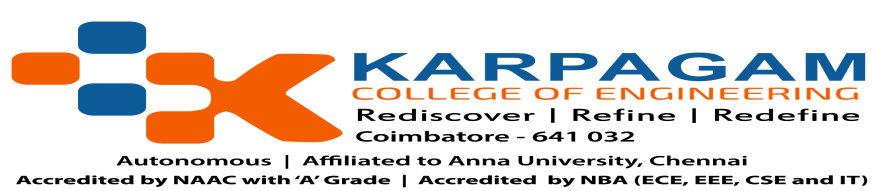 KARPAGAM
COLLEGE OF ENGINEERING
Rediscover | Refine | Redefine
Coimbatore - 641 032
Autonomous | Affiliated to Anna University, Chennai
Accredited by NAAC with ‘A’ Grade | Accredited by NBA (ECE, EEE, CSE and IT)